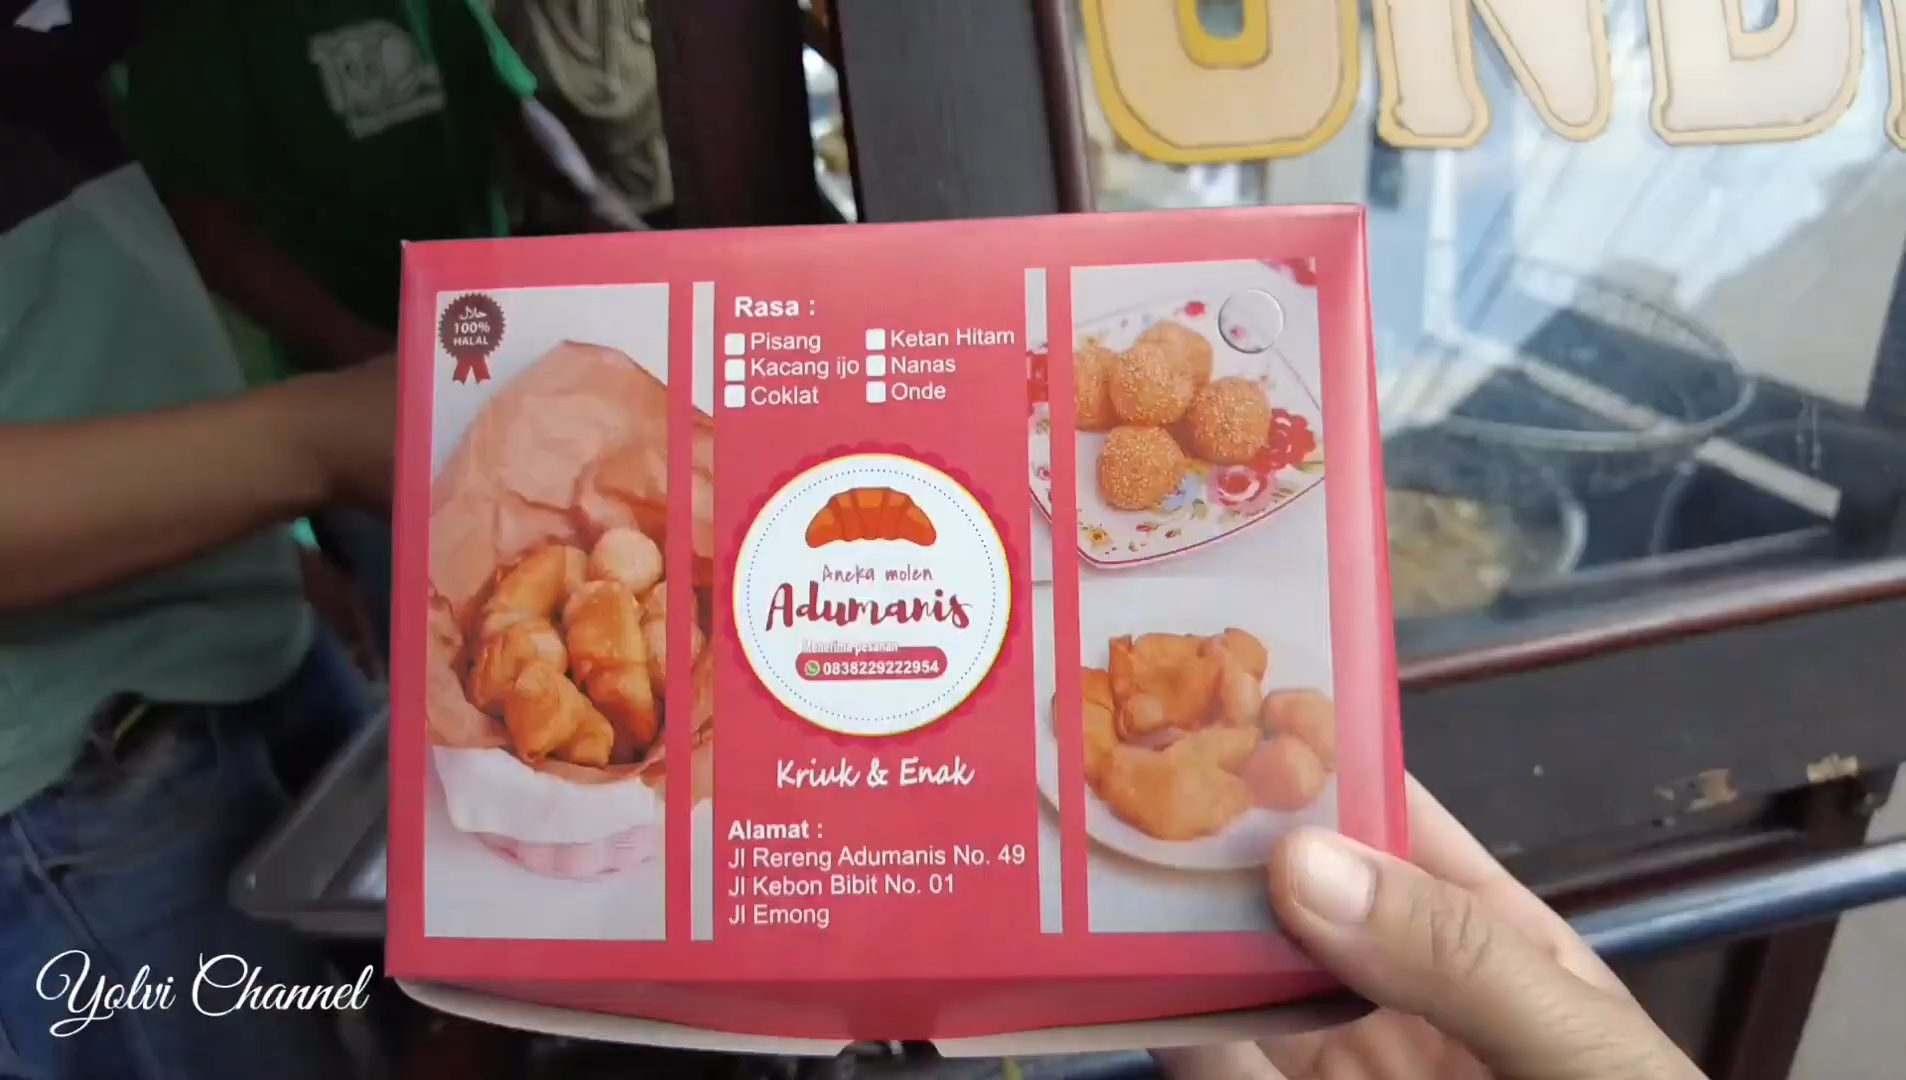 حلال
100%
HALAL
Rasa :
Pisang
Kacang ijo
Coklat
Ketan Hitam
Nanas
Onde
Aneka molen
Adumanis
Menerima pesanan
0838229222954
Kriuk & Enak
Alamat :
Jl Rereng Adumanis No. 49
Jl Kebon Bibit No. 01
Jl Emong
Yolvi Channel